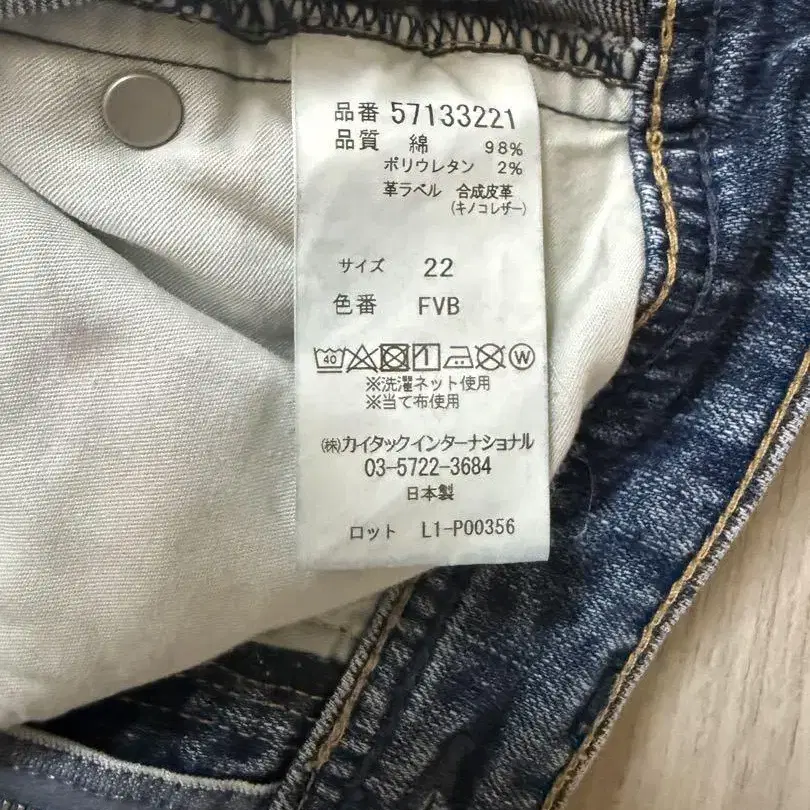 品番 57133221
品質 綿 98%
ポリウレタン 2%
革ラベル 合成皮革
(キノコレザー)
サイズ 22
色番 FVB
40 W
※洗濯ネット使用
※当て布使用
㈱カイタックインターナショナル
03-5722-3684
日本製
ロット L1-P00356